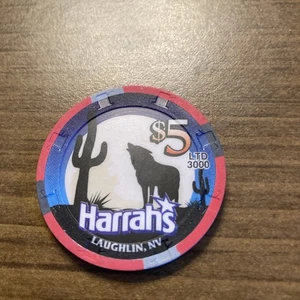 $5
LTD
3000
Harrah's
LAUGHLIN, NV